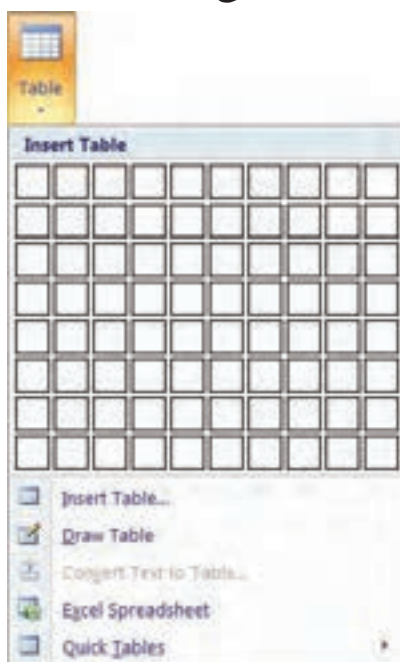 Table
Insert Table
Insert Table...
Draw Table
Convert Text to Table...
Excel Spreadsheet
Quick Tables